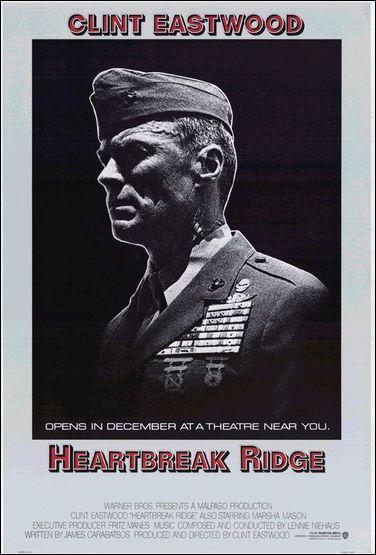 CLINT EASTWOOD
OPENS IN DECEMBER AT A THEATRE NEAR YOU.
HEARTBREAK RIDGE
WARNER BROS. PRESENTS A MALPASO PRODUCTION
CLINT EASTWOOD "HEARTBREAK RIDGE" ALSO STARRING MARSHA MASON
EXECUTIVE PRODUCER FRITZ MANES MUSIC COMPOSED AND CONDUCTED BY LENNIE NIEHAUS
WRITTEN BY JAMES CARABATSOS PRODUCED AND DIRECTED BY CLINT EASTWOOD